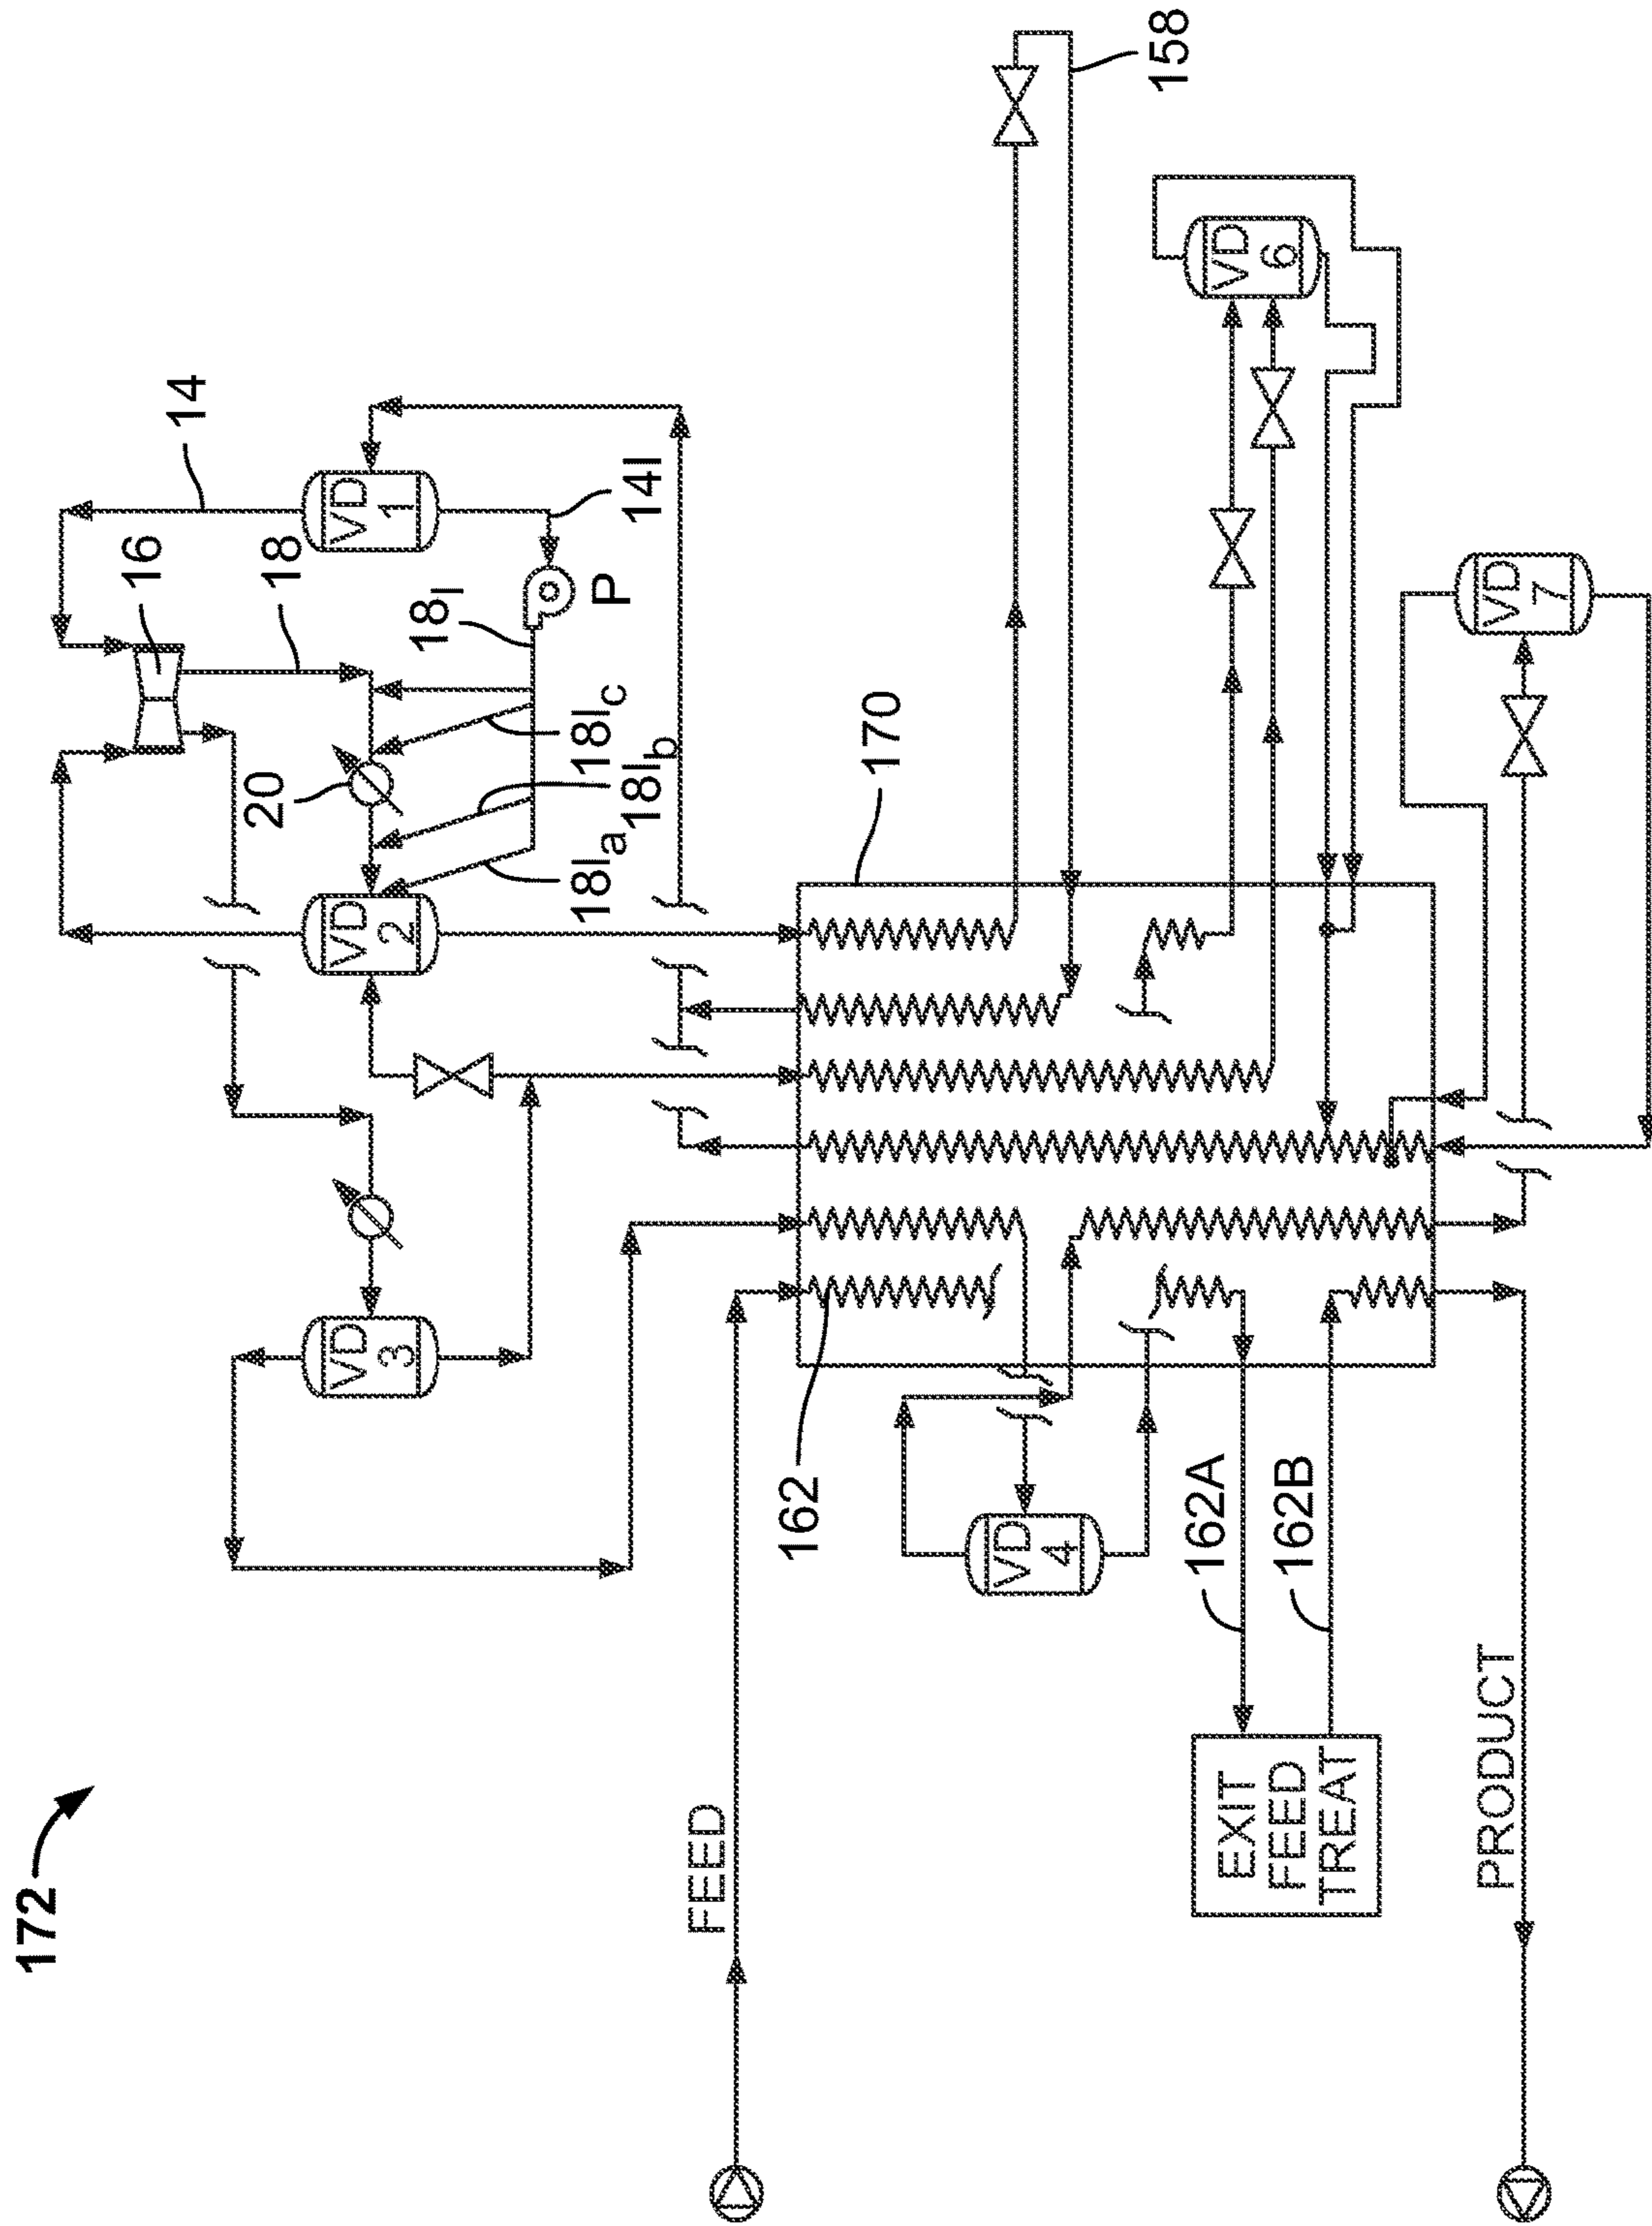 172
16
14
20
18
VD
3
VD
2
VD
1
18l
P
14l
18la
18lb
18lc
FEED
162
170
VD
4
158
VD
6
162A
162B
EXIT
FEED
TREAT
VD
7
PRODUCT